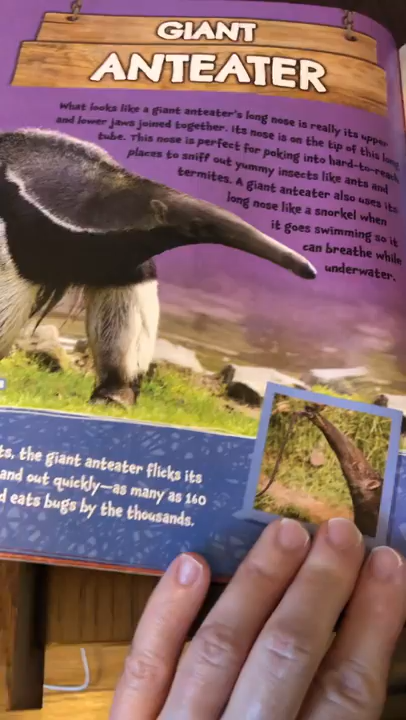 GIANT
ANTEATER
What looks like a giant anteater's long nose is really its upper
and lower jaws joined together. Its nose is on the tip of this long
tube. This nose is perfect for poking into hard-to-reach
places to sniff out yummy insects like ants and
termites. A giant anteater also uses its
long nose like a snorkel when
it goes swimming so it
can breathe while
underwater.
ts, the giant anteater flicks its
and out quickly—as many as 160
d eats bugs by the thousands.